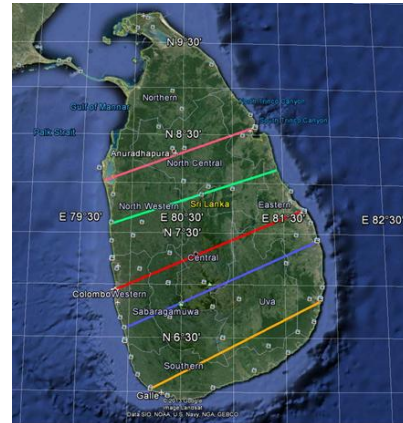 N 9°30'
Northern
Gulf of Mannar
Palk Strait
N 8°30'
Anuradhapura
North Central
North Western
Sri Lanka
Eastern
E 79°30'
E 80°30'
E 81°30'
E 82°30'
N 7°30'
Central
Colombo
Western
Sabaragamuwa
Uva
N 6°30'
Southern
Galle
© 2013 Google
Image Landsat
Data SIO, NOAA, U.S. Navy, NGA, GEBCO